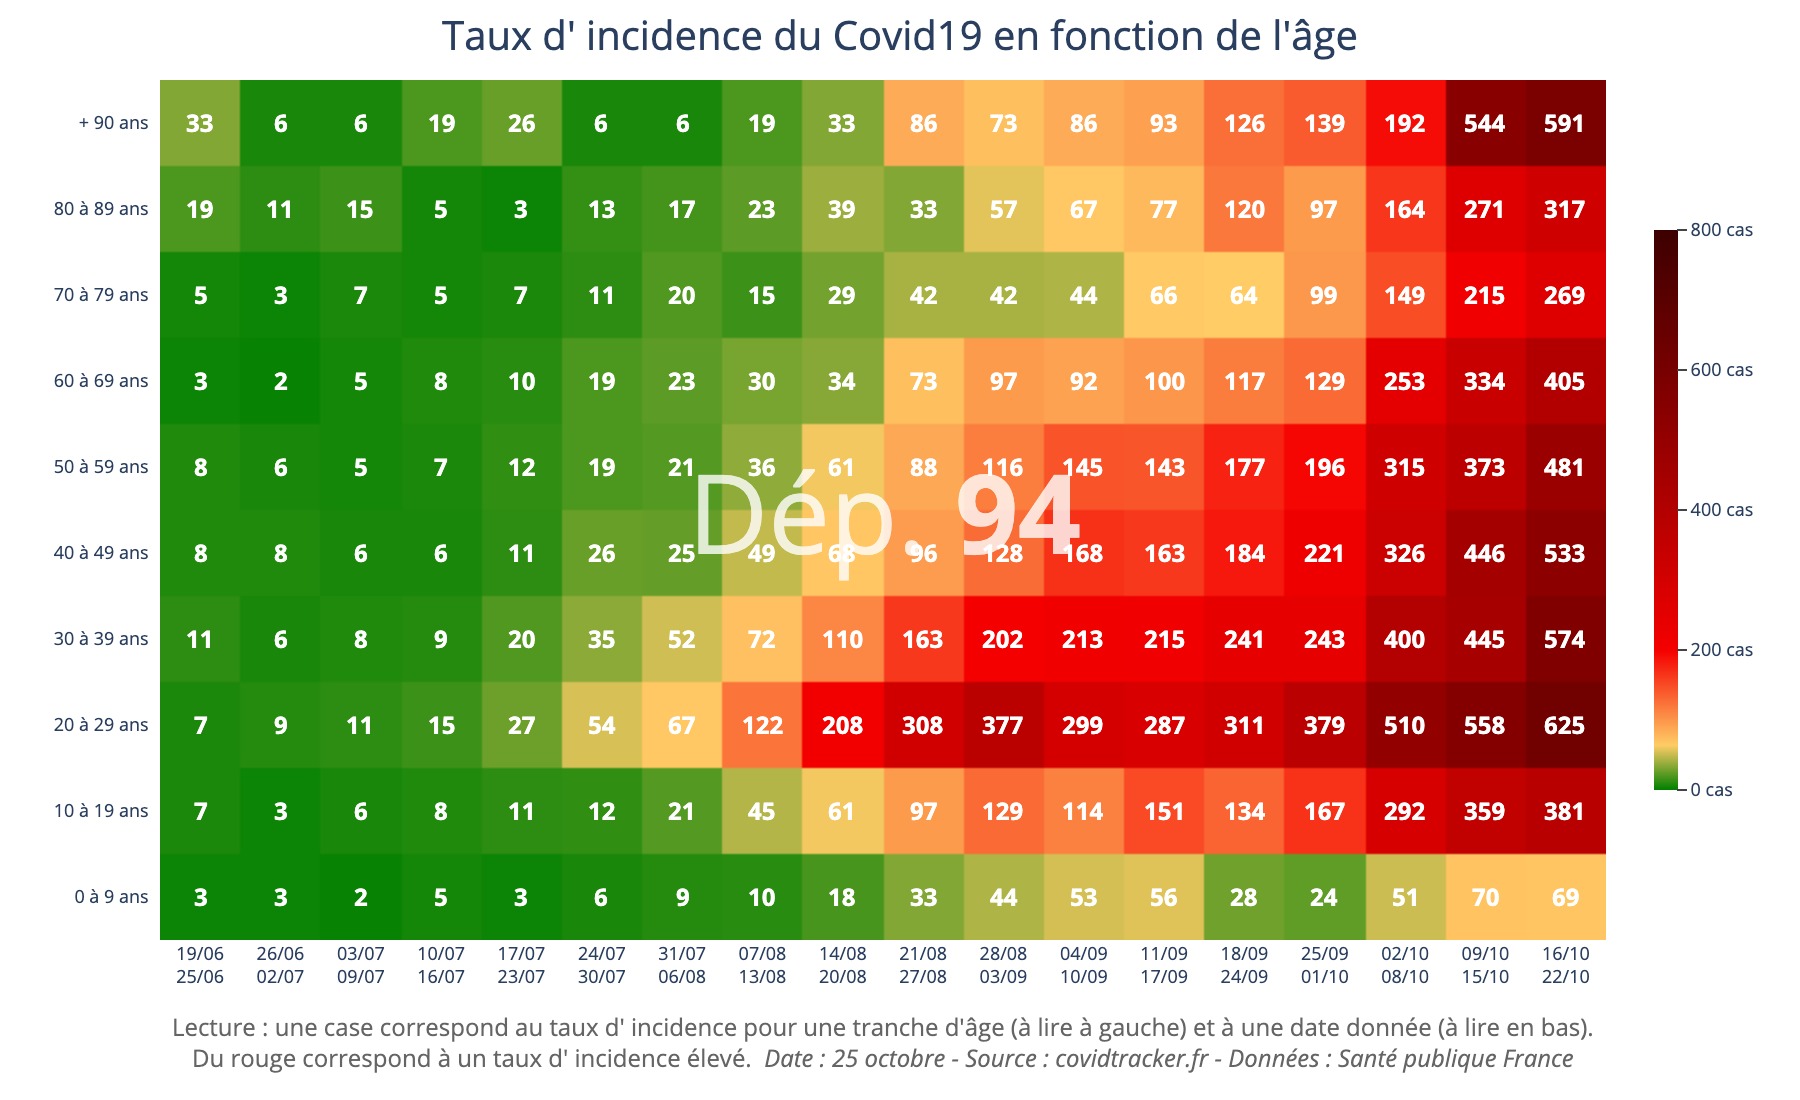 Taux d' incidence du Covid19 en fonction de l'âge
+ 90 ans 33 6 6 19 26 6 6 19 33 86 73 86 93 126 139 192 544 591
80 à 89 ans 19 11 15 5 3 13 17 23 39 33 57 67 77 120 97 164 271 317
800 cas
70 à 79 ans 5 3 7 5 7 11 20 15 29 42 42 44 66 64 99 149 215 269
60 à 69 ans 3 2 5 8 10 19 23 30 34 73 97 92 100 117 129 253 334 405
600 cas
50 à 59 ans 8 6 5 7 12 19 21 36 61 88 116 145 143 177 196 315 373 481
Dép. 94
400 cas
40 à 49 ans 8 8 6 6 11 26 25 49 68 96 128 168 163 184 221 326 446 533
30 à 39 ans 11 6 8 9 20 35 52 72 110 163 202 213 215 241 243 400 445 574
200 cas
20 à 29 ans 7 9 11 15 27 54 67 122 208 308 377 299 287 311 379 510 558 625
0 cas
10 à 19 ans 7 3 6 8 11 12 21 45 61 97 129 114 151 134 167 292 359 381
0 à 9 ans 3 3 2 5 3 6 9 10 18 33 44 53 56 28 24 51 70 69
19/06 26/06 03/07 10/07 17/07 24/07 31/07 07/08 14/08 21/08 28/08 04/09 11/09 18/09 25/09 02/10 09/10 16/10
25/06 02/07 09/07 16/07 23/07 30/07 06/08 13/08 20/08 27/08 03/09 10/09 17/09 24/09 01/10 08/10 15/10 22/10
Lecture : une case correspond au taux d' incidence pour une tranche d'âge (à lire à gauche) et à une date donnée (à lire en bas).
Du rouge correspond à un taux d' incidence élevé. Date : 25 octobre - Source : covidtracker.fr - Données : Santé publique France